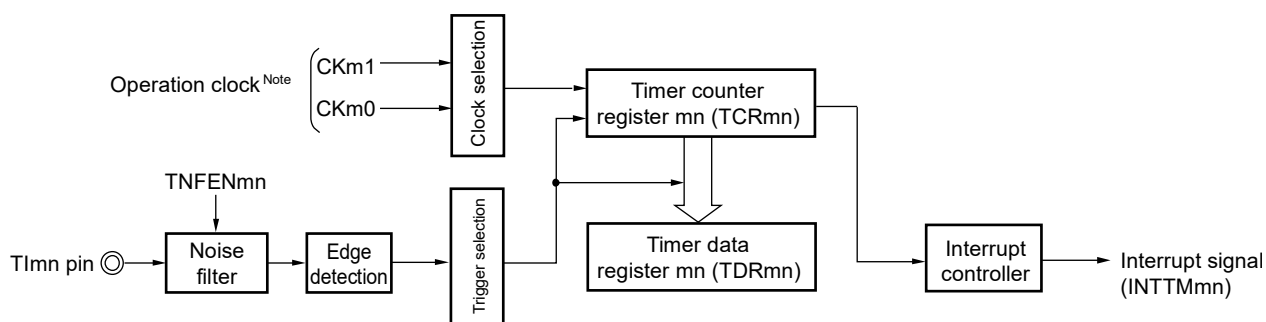 Operation clock Note
CKm1
CKm0
Clock selection
Timer counter
register mn (TCRmn)
TNFENmn
TImn pin
Noise
filter
Edge
detection
Trigger selection
Timer data
register mn (TDRmn)
Interrupt
controller
Interrupt signal
(INTTMmn)